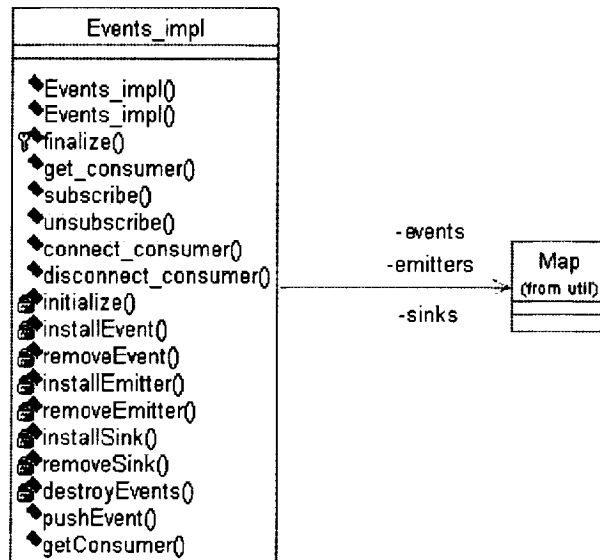 Events_impl
Events_impl()
Events_impl()
finalize()
get_consumer()
subscribe()
unsubscribe()
connect_consumer()
disconnect_consumer()
initialize()
installEvent()
removeEvent()
installEmitter()
removeEmitter()
installSink()
removeSink()
destroyEvents()
pushEvent()
getConsumer()
-events
-emitters
-sinks
Map
(from util)